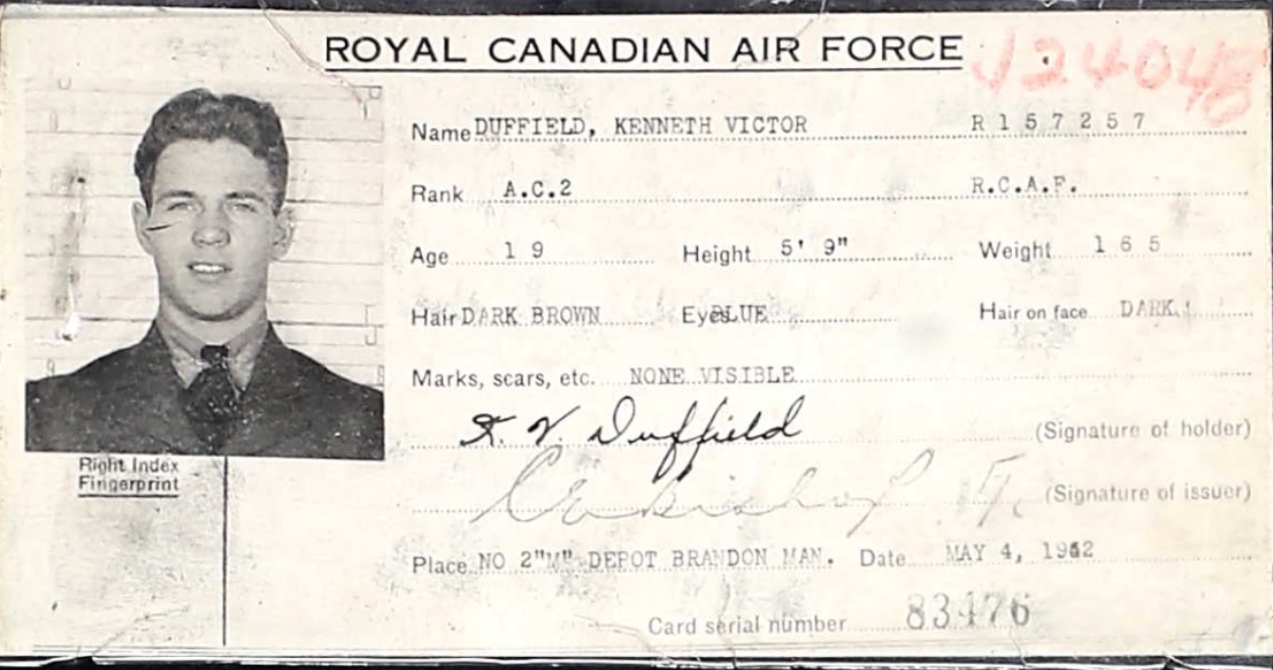 ROYAL CANADIAN AIR FORCE J24048
Name DUFFIELD, KENNETH VICTOR R157257
Rank A.C.2 R.C.A.F.
Age 19 Height 5' 9" Weight 165
Hair DARK BROWN Eyes BLUE Hair on face DARK
Marks, scars, etc. NONE VISIBLE
K. V. Duffield (Signature of holder)
(Signature of issuer)
Right Index
Fingerprint
Place NO 2"M" DEPOT BRANDON MAN. Date MAY 4, 1942
Card serial number 83476